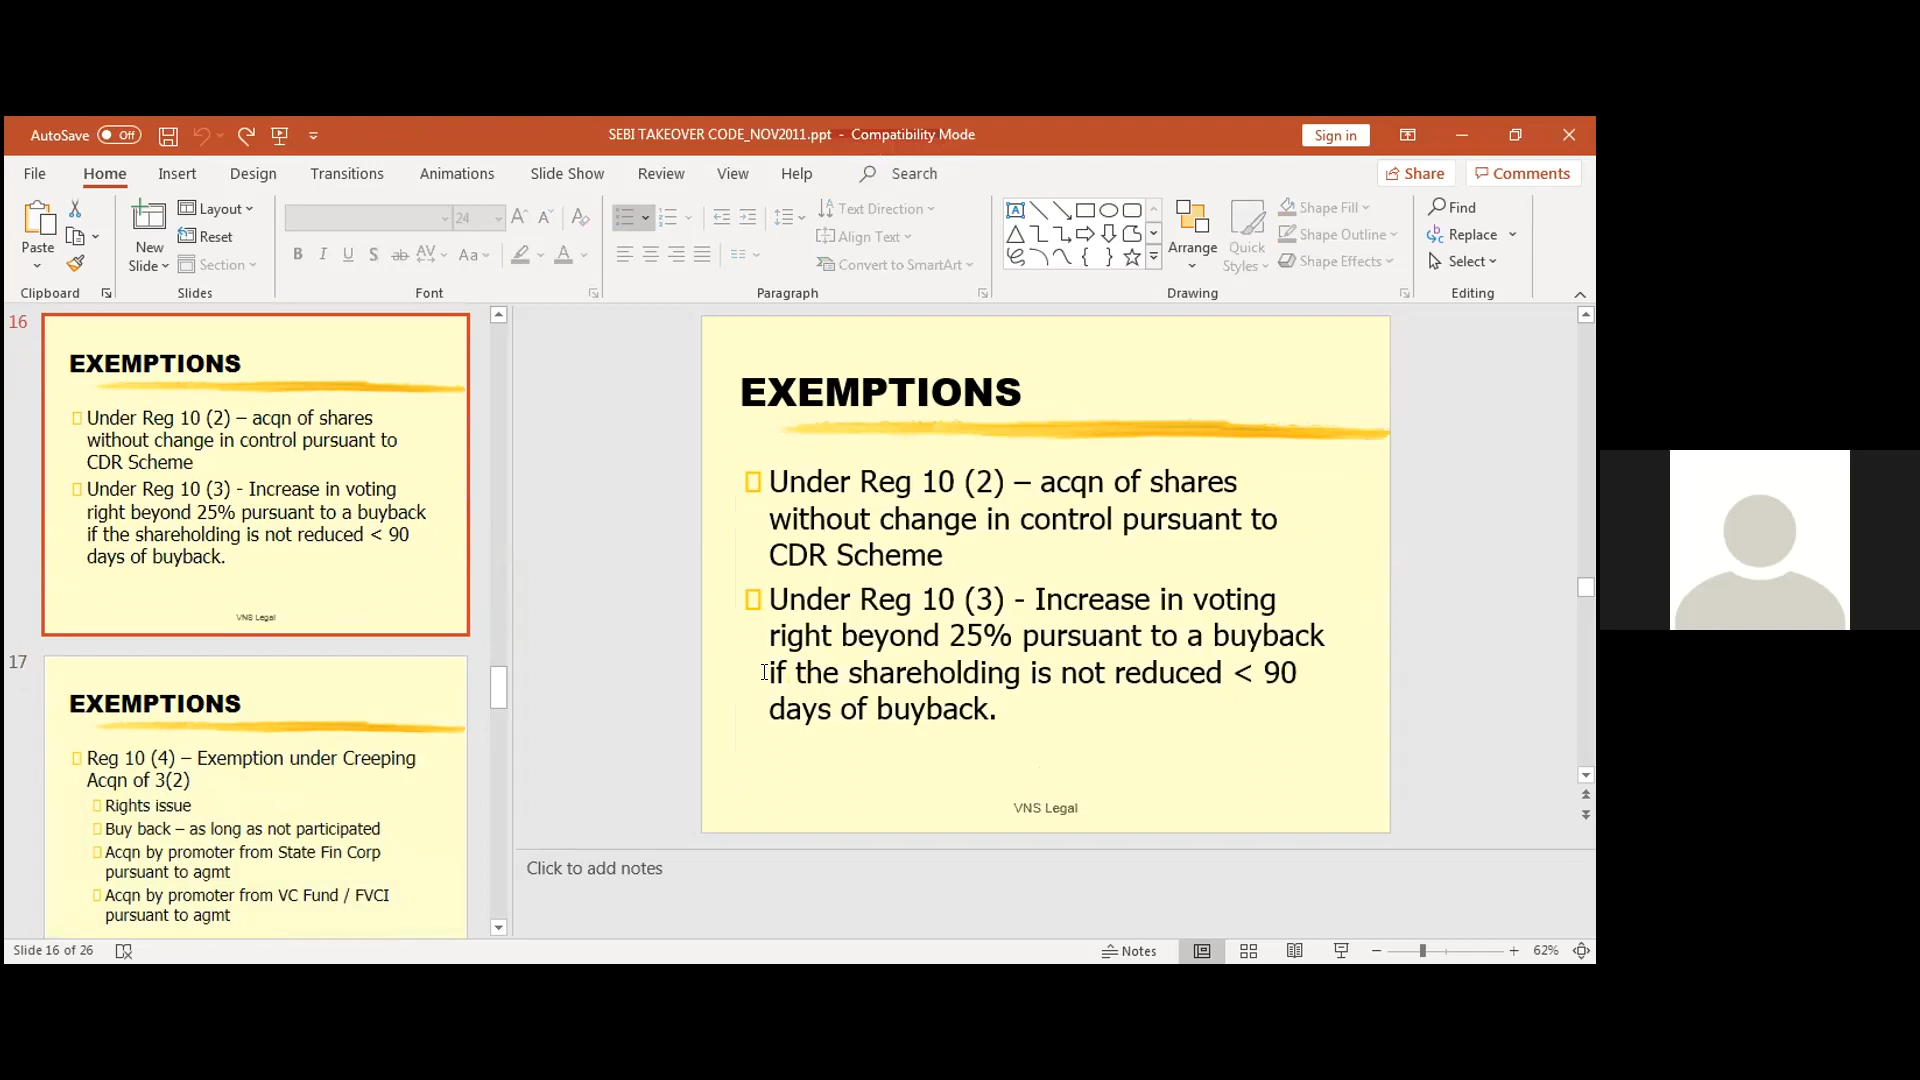 AutoSave Off
SEBI TAKEOVER CODE_NOV2011.ppt - Compatibility Mode
Sign in
File Home Insert Design Transitions Animations Slide Show Review View Help Search
Share Comments
Paste
New
Slide
Layout
Reset
Section
24
B I U S ab AV Aa A
Text Direction
Align Text
Convert to SmartArt
Arrange
Quick
Styles
Shape Fill
Shape Outline
Shape Effects
Find
Replace
Select
Clipboard Slides Font Paragraph Drawing Editing
16
EXEMPTIONS
Under Reg 10 (2) – acqn of shares
without change in control pursuant to
CDR Scheme
Under Reg 10 (3) - Increase in voting
right beyond 25% pursuant to a buyback
if the shareholding is not reduced < 90
days of buyback.
VNS Legal
17
EXEMPTIONS
Reg 10 (4) – Exemption under Creeping
Acqn of 3(2)
Rights issue
Buy back – as long as not participated
Acqn by promoter from State Fin Corp
pursuant to agmt
Acqn by promoter from VC Fund / FVCI
pursuant to agmt
EXEMPTIONS
Under Reg 10 (2) – acqn of shares
without change in control pursuant to
CDR Scheme
Under Reg 10 (3) - Increase in voting
right beyond 25% pursuant to a buyback
if the shareholding is not reduced < 90
days of buyback.
VNS Legal
Click to add notes
Slide 16 of 26
Notes
62%